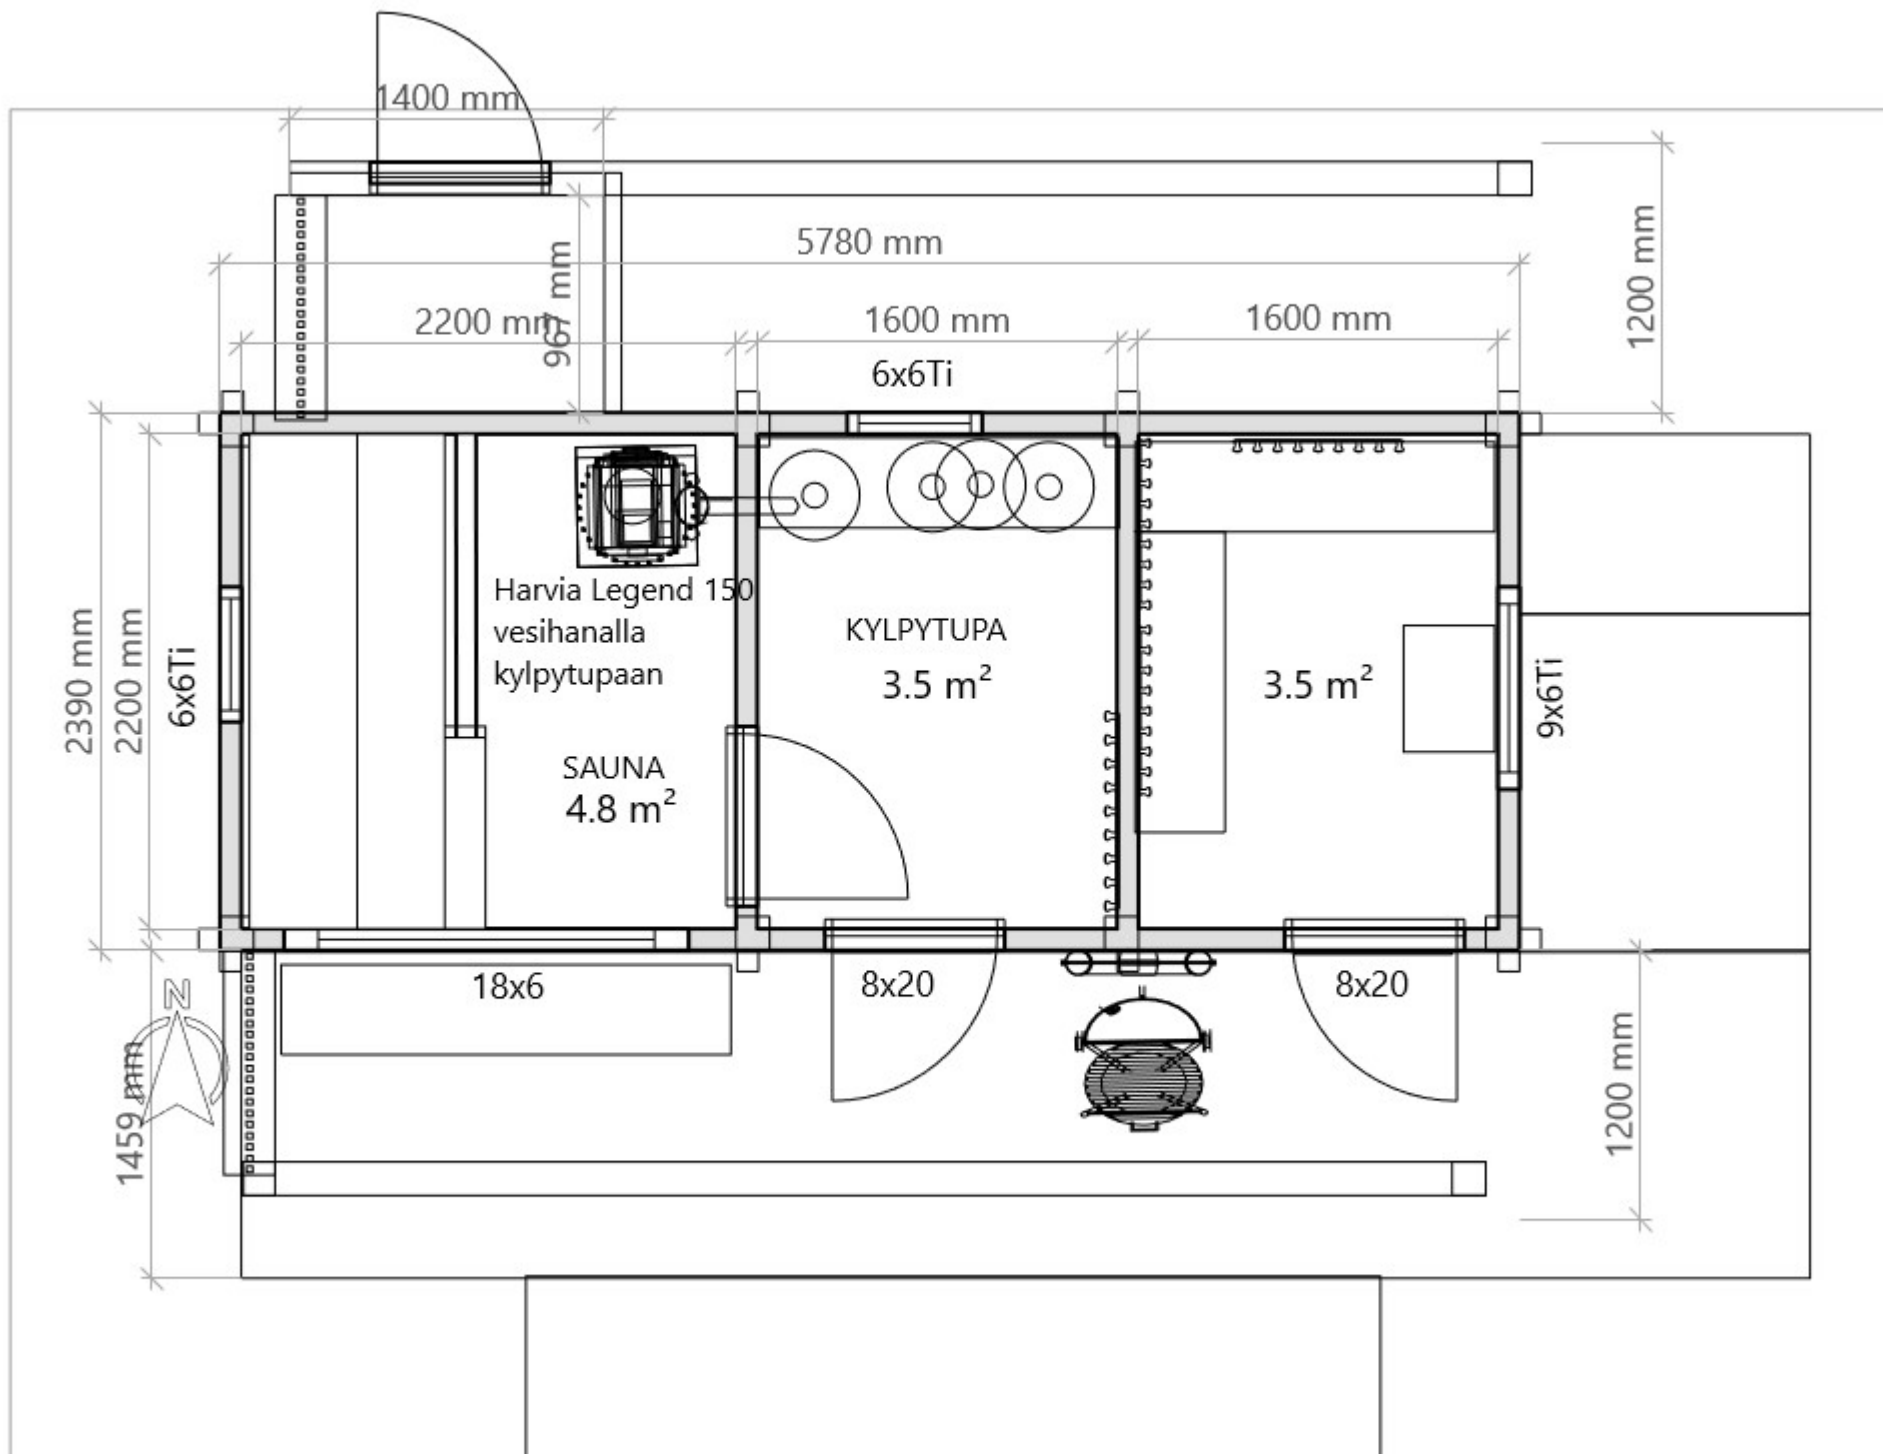 1400 mm
5780 mm
1200 mm
967 mm
2200 mm
1600 mm
1600 mm
6x6Ti
Harvia Legend 150
vesihanalla
kylpytupaan
KYLPYTUPA
3.5 m²
3.5 m²
2390 mm
2200 mm
6x6Ti
9x6Ti
SAUNA
4.8 m²
18x6
8x20
8x20
N
1459 mm
1200 mm